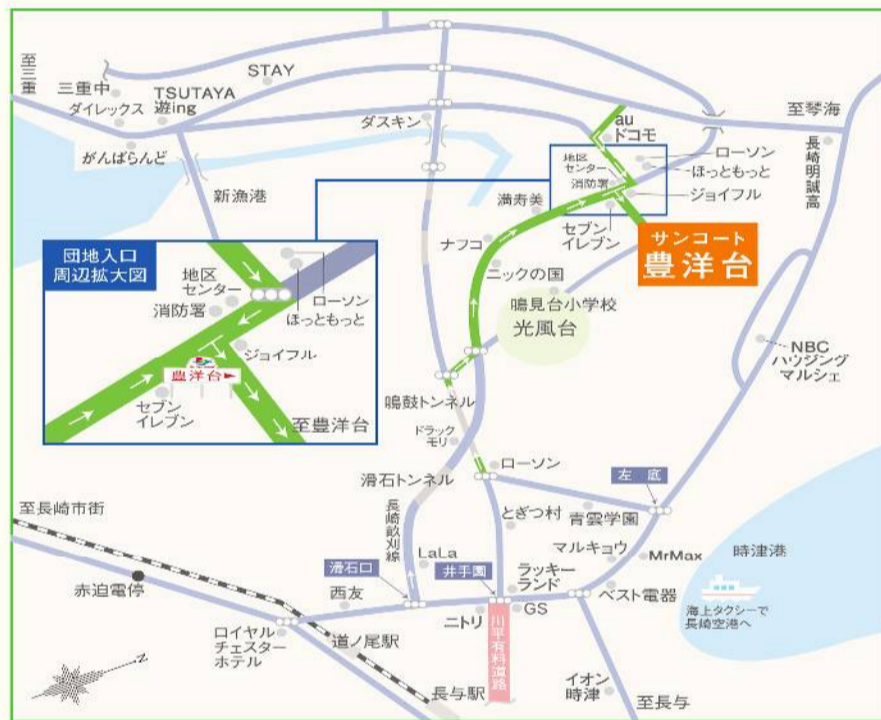 至三重
三重中
ダイレックス
TSUTAYA
遊ing
STAY
がんばらんど
新漁港
ダスキン
au
ドコモ
至琴海
長崎明誠高
地区
センター
消防署
ローソン
ほっともっと
ジョイフル
満寿美
セブン
イレブン
ナフコ
ニックの国
サンコート
豊洋台
団地入口
周辺拡大図
地区
センター
消防署
ローソン
ほっともっと
ジョイフル
豊洋台
セブン
イレブン
至豊洋台
鳴見台小学校
光風台
NBC
ハウジング
マルシェ
鳴鼓トンネル
ドラック
モリ
滑石トンネル
ローソン
左底
至長崎市街
長崎畝刈線
とぎつ村
青雲学園
マルキョウ
MrMax
時津港
LaLa
滑石口
井手園
ラッキー
ランド
赤迫電停
西友
ニトリ
GS
ベスト電器
海上タクシーで
長崎空港へ
ロイヤル
チェスター
ホテル
道ノ尾駅
川平有料道路
イオン
時津
長与駅
至長与
N